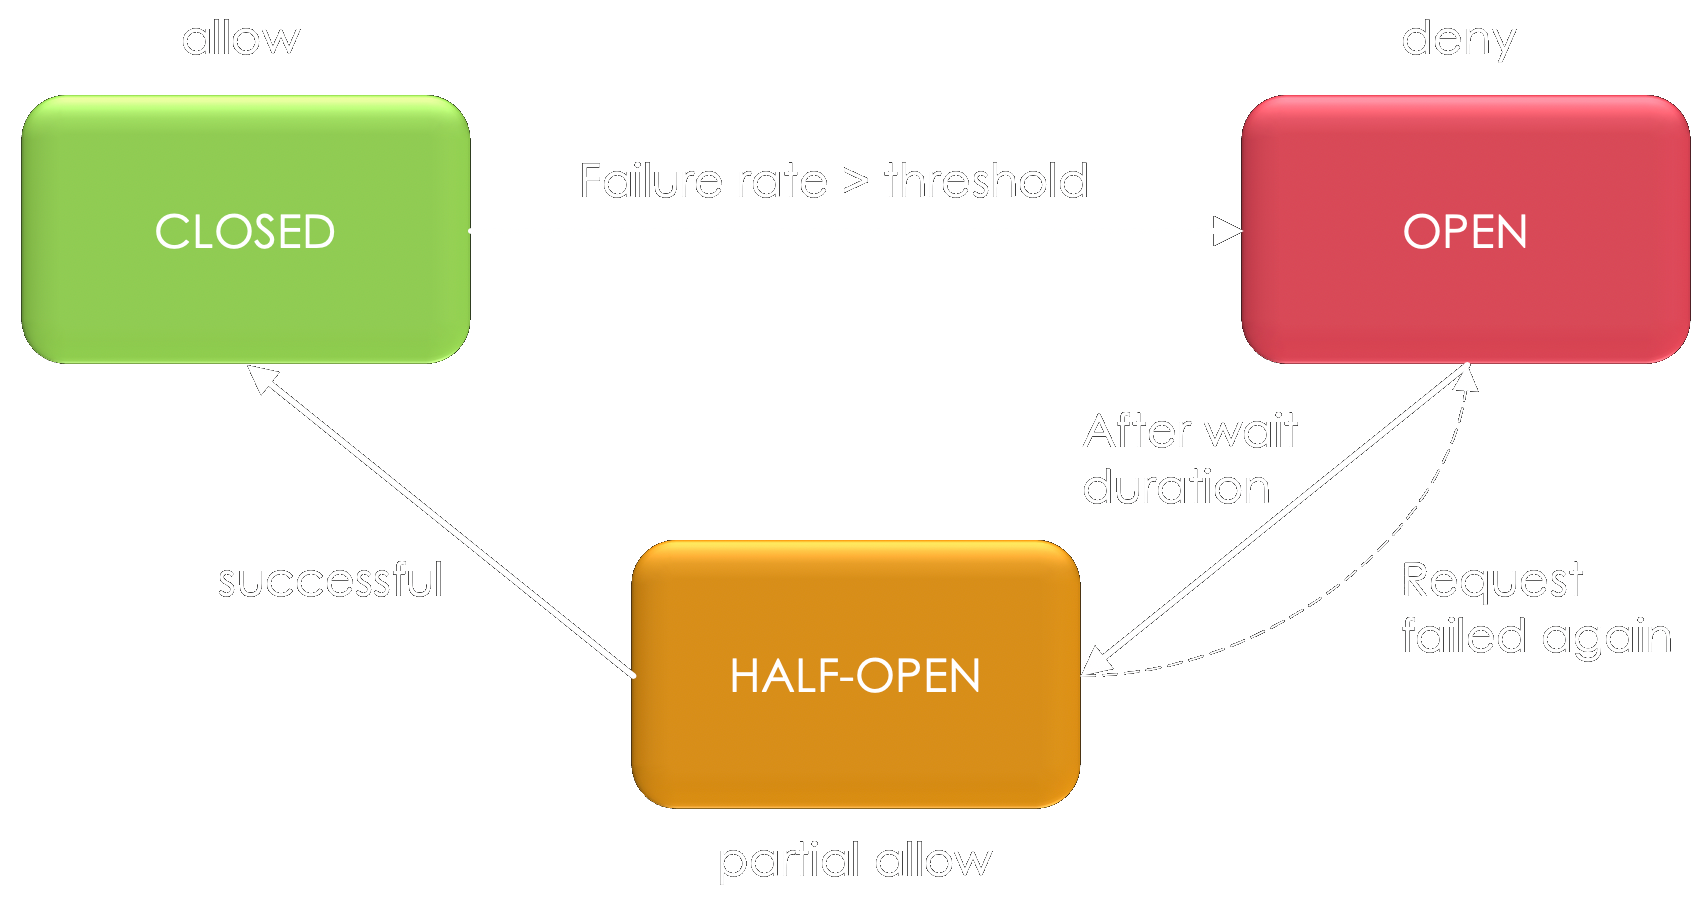 allow
deny
Failure rate > threshold
CLOSED
OPEN
After wait
duration
successful
Request
failed again
HALF-OPEN
partial allow